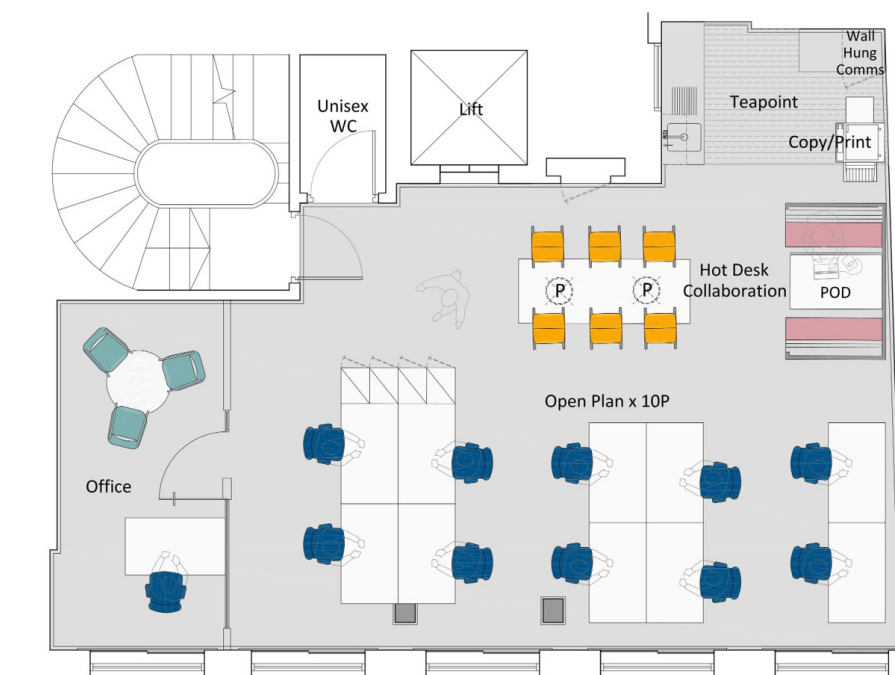 Wall
Hung
Comms
Unisex
WC
Lift
Teapoint
Copy/Print
Hot Desk
Collaboration
P
P
POD
Open Plan x 10P
Office